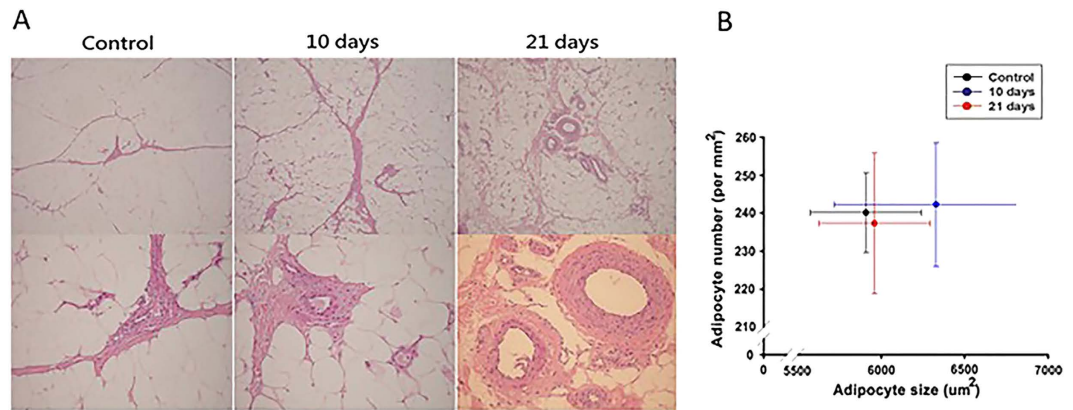 A
Control
10 days
21 days
B
Control
10 days
21 days
Adipocyte number (per mm²)
260
250
240
230
220
210
0
0
5500
6000
6500
7000
Adipocyte size (um²)